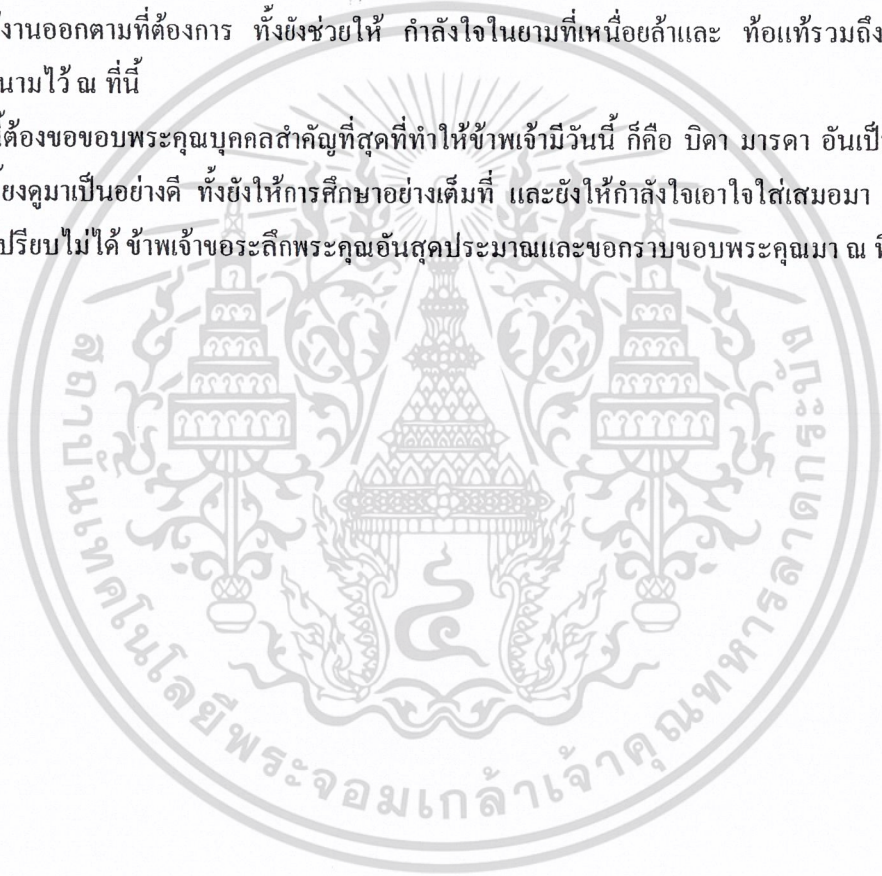 งานออกตามที่ต้องการ ทั้งยังช่วยให้ กำลังใจในยามที่เหนื่อยล้าและ ท้อแท้รวมถึง
นามไว้ ณ ที่นี้
ต้องขอขอบพระคุณบุคคลสำคัญที่สุดที่ทำให้ข้าพเจ้ามีวันนี้ ก็คือ บิดา มารดา อันเป็
ยงดูมาเป็นอย่างดี ทั้งยังให้การศึกษาอย่างเต็มที่ และยังให้กำลังใจเอาใจใส่เสมอมา
เปรียบไม่ได้ ข้าพเจ้าขอระลึกพระคุณอันสุดประมาณและขอกราบขอบพระคุณมา ณ
สถาบันเทคโนโลยีพระจอมเกล้าเจ้าคุณทหารลาดกระบัง